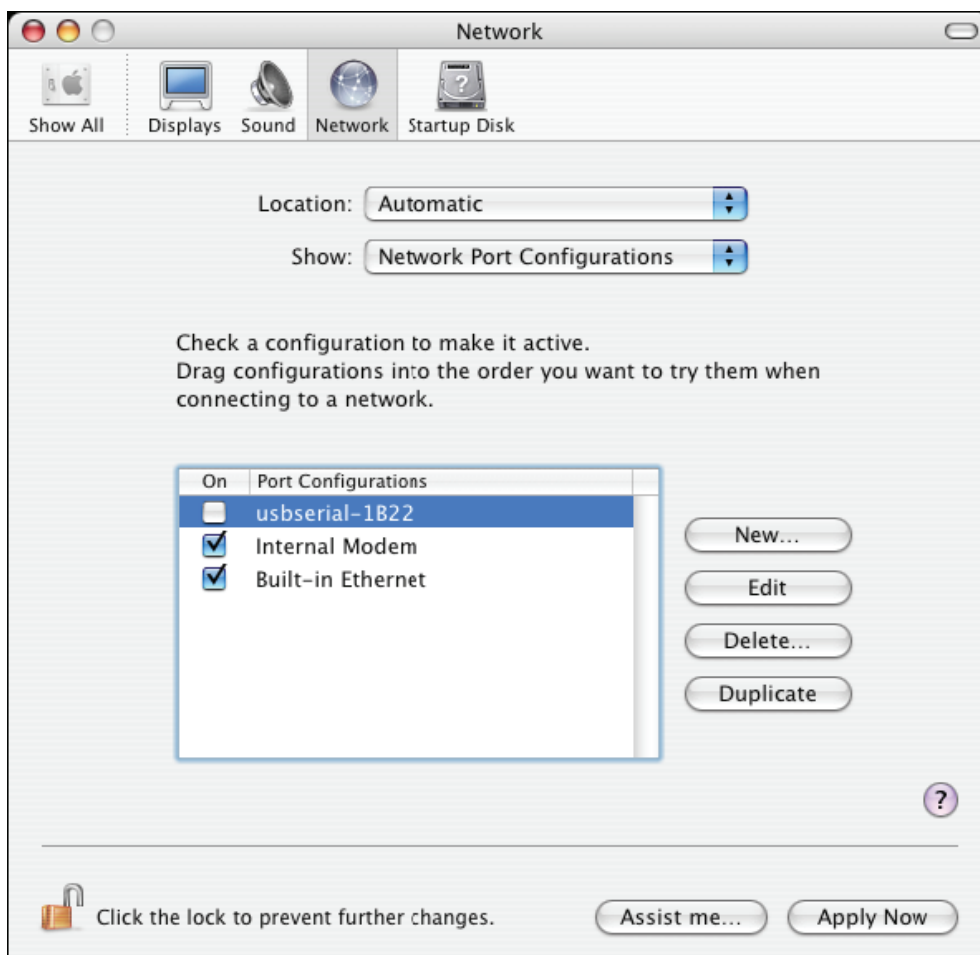 Network
Show All
Displays
Sound
Network
Startup Disk
Location: Automatic
Show: Network Port Configurations
Check a configuration to make it active.
Drag configurations into the order you want to try them when
connecting to a network.
On Port Configurations
usbserial-1B22
Internal Modem
Built-in Ethernet
New...
Edit
Delete...
Duplicate
?
Click the lock to prevent further changes.
Assist me...
Apply Now